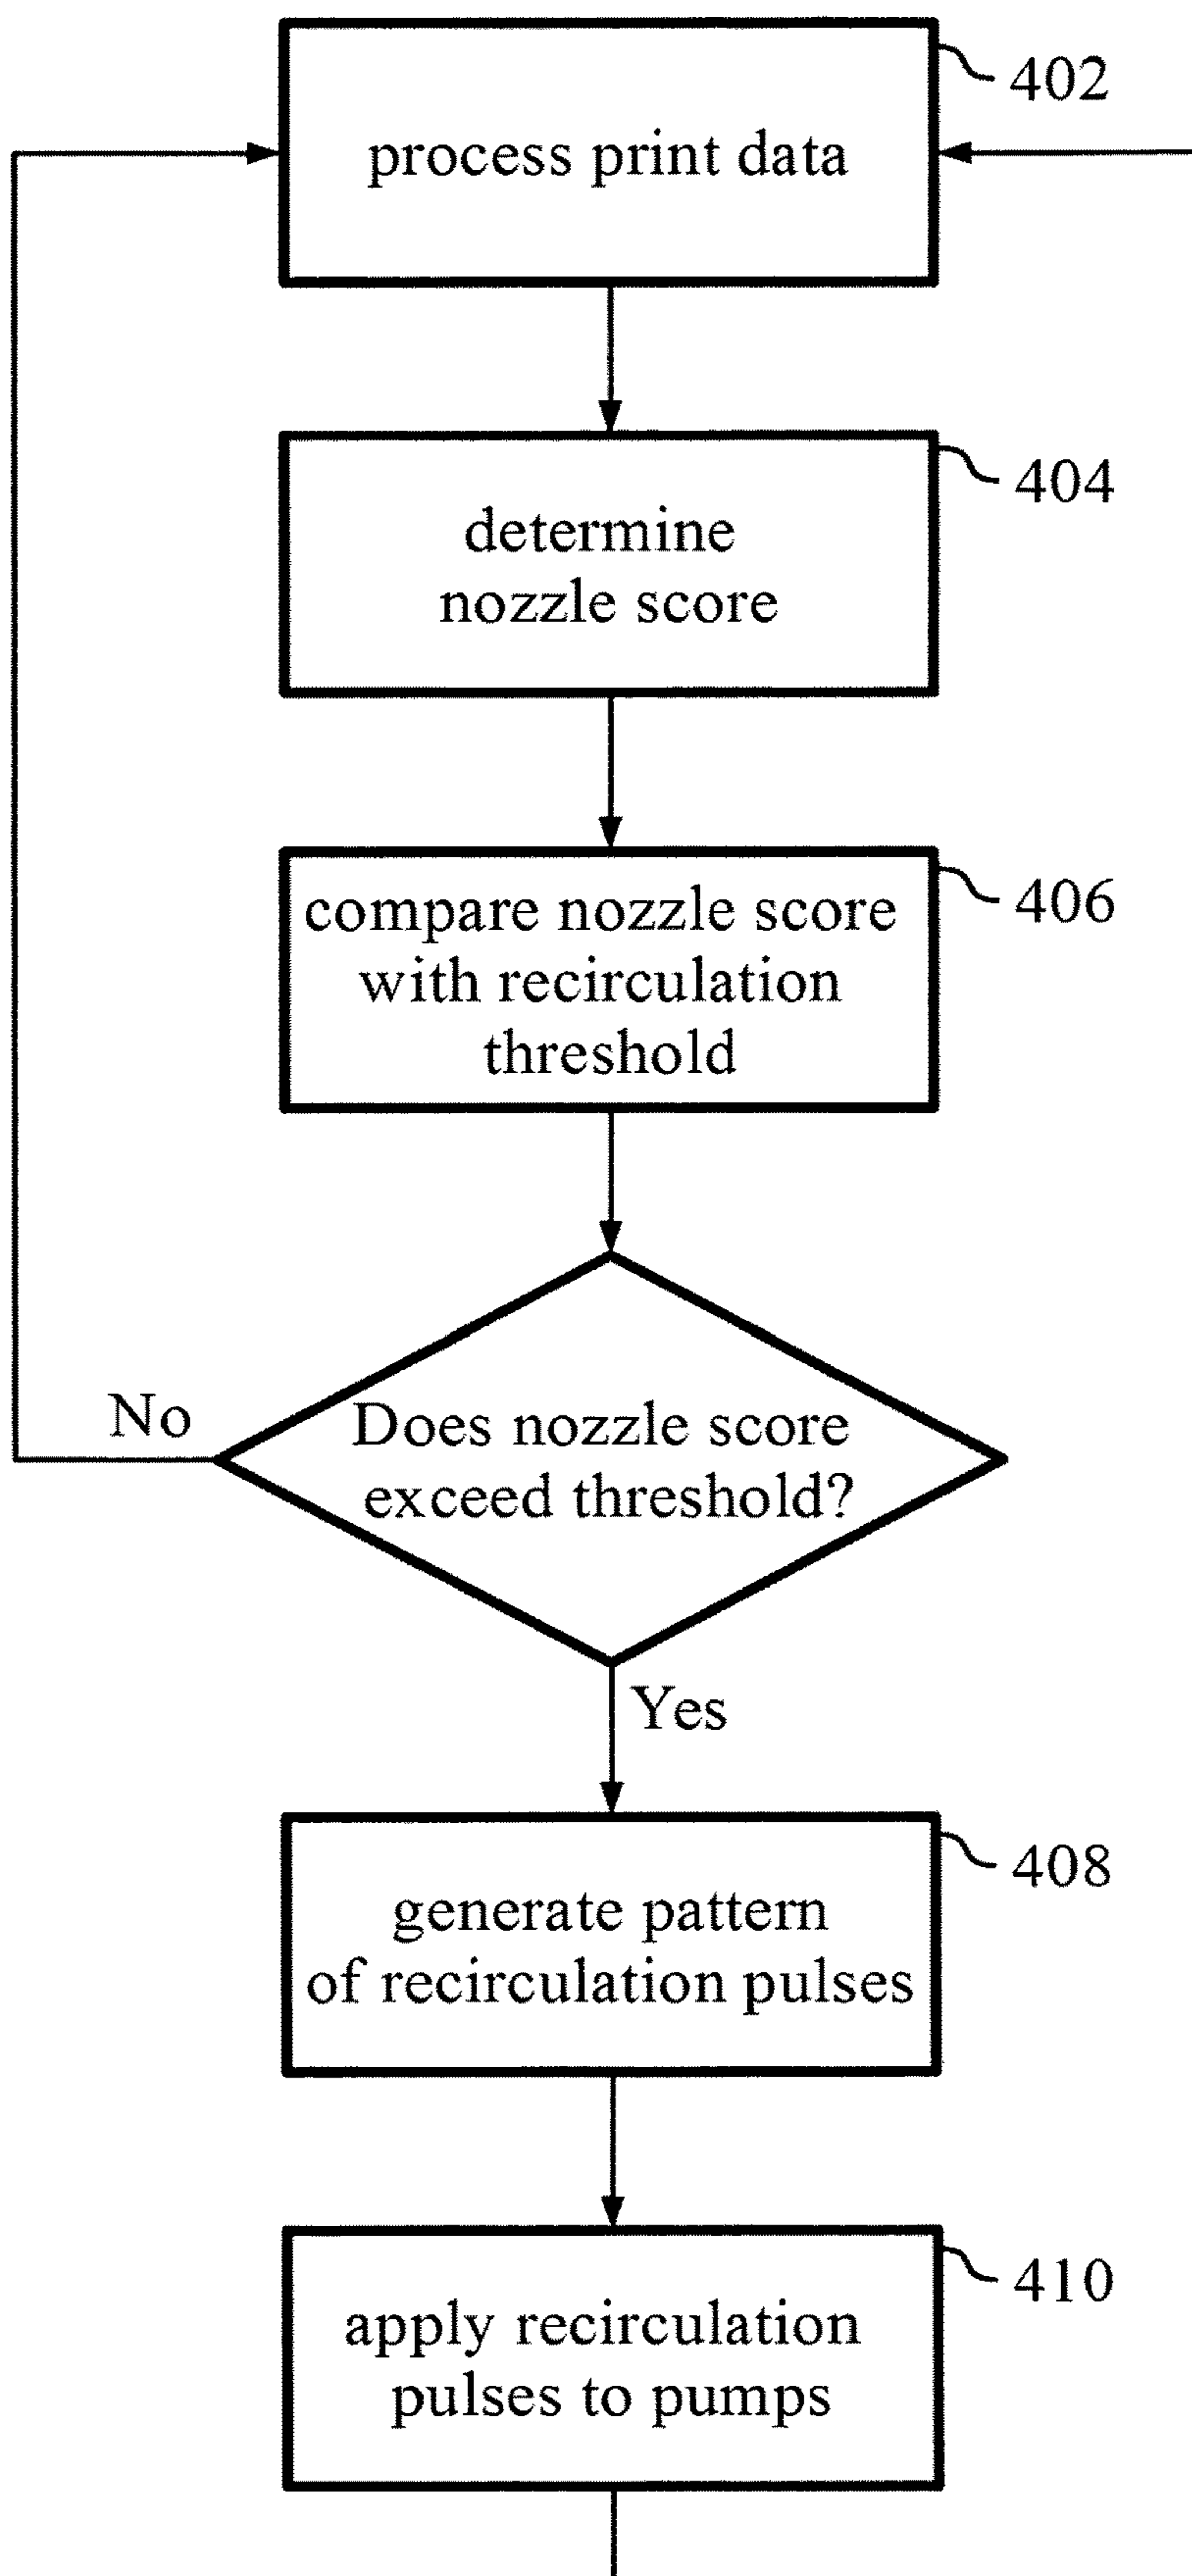 402
process print data
404
determine
nozzle score
406
compare nozzle score
with recirculation
threshold
No
Does nozzle score
exceed threshold?
Yes
408
generate pattern
of recirculation pulses
410
apply recirculation
pulses to pumps